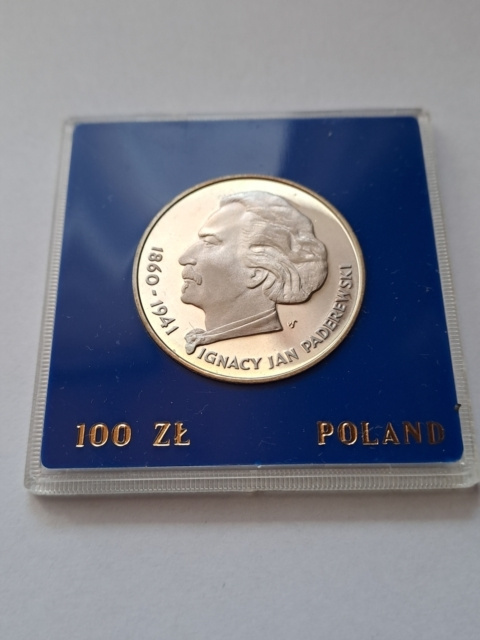 1860-1941
IGNACY JAN PADEREWSKI
100 ZŁ
POLAND